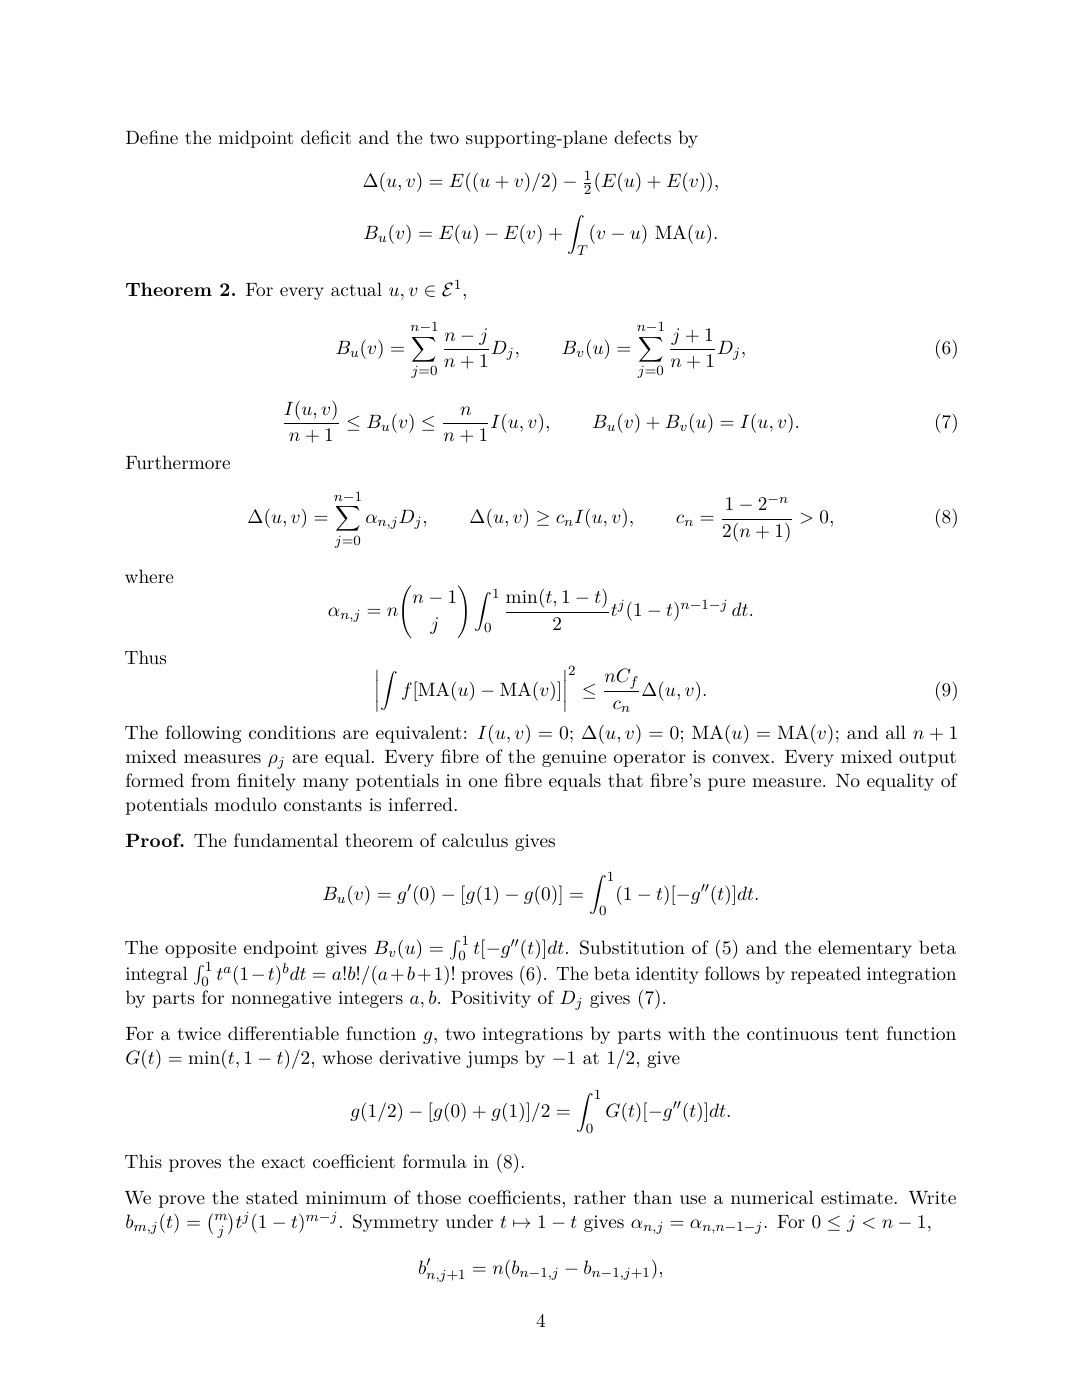 Define the midpoint deficit and the two supporting-plane defects by
Δ(u, v) = E((u + v)/2) − ½(E(u) + E(v)),
B_u(v) = E(u) − E(v) + ∫_T (v − u) MA(u).
Theorem 2. For every actual u, v ∈ ℰ¹,
B_u(v) = ∑_{j=0}^{n−1} \frac{n − j}{n + 1} D_j, B_v(u) = ∑_{j=0}^{n−1} \frac{j + 1}{n + 1} D_j, (6)
\frac{I(u, v)}{n + 1} ≤ B_u(v) ≤ \frac{n}{n + 1} I(u, v), B_u(v) + B_v(u) = I(u, v). (7)
Furthermore
Δ(u, v) = ∑_{j=0}^{n−1} α_{n,j} D_j, Δ(u, v) ≥ c_n I(u, v), c_n = \frac{1 − 2^{−n}}{2(n + 1)} > 0, (8)
where
α_{n,j} = n \binom{n − 1}{j} ∫_0^1 \frac{min(t, 1 − t)}{2} t^j (1 − t)^{n−1−j} dt.
Thus
|∫ f[MA(u) − MA(v)]|² ≤ \frac{nC_f}{c_n} Δ(u, v). (9)
The following conditions are equivalent: I(u, v) = 0; Δ(u, v) = 0; MA(u) = MA(v); and all n + 1
mixed measures ρ_j are equal. Every fibre of the genuine operator is convex. Every mixed output
formed from finitely many potentials in one fibre equals that fibre's pure measure. No equality of
potentials modulo constants is inferred.
Proof. The fundamental theorem of calculus gives
B_u(v) = g′(0) − [g(1) − g(0)] = ∫_0^1 (1 − t)[−g″(t)]dt.
The opposite endpoint gives B_v(u) = ∫_0^1 t[−g″(t)]dt. Substitution of (5) and the elementary beta
integral ∫_0^1 t^a(1−t)^b dt = a!b!/(a+b+1)! proves (6). The beta identity follows by repeated integration
by parts for nonnegative integers a, b. Positivity of D_j gives (7).
For a twice differentiable function g, two integrations by parts with the continuous tent function
G(t) = min(t, 1 − t)/2, whose derivative jumps by −1 at 1/2, give
g(1/2) − [g(0) + g(1)]/2 = ∫_0^1 G(t)[−g″(t)]dt.
This proves the exact coefficient formula in (8).
We prove the stated minimum of those coefficients, rather than use a numerical estimate. Write
b_{m,j}(t) = \binom{m}{j} t^j (1 − t)^{m−j}. Symmetry under t ↦ 1 − t gives α_{n,j} = α_{n,n−1−j}. For 0 ≤ j < n − 1,
b′_{n,j+1} = n(b_{n−1,j} − b_{n−1,j+1}),
4